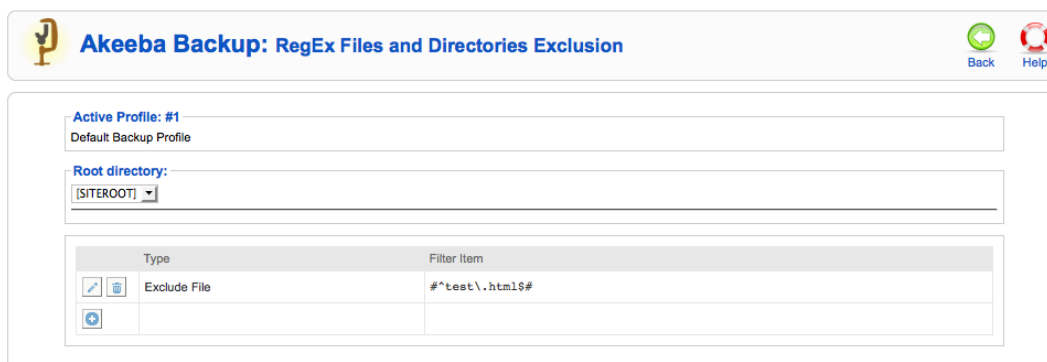 Akeeba Backup: RegEx Files and Directories Exclusion
Back
Help
Active Profile: #1
Default Backup Profile
Root directory:
[SITEROOT]
Type
Filter Item
Exclude File
#^test\.html$#